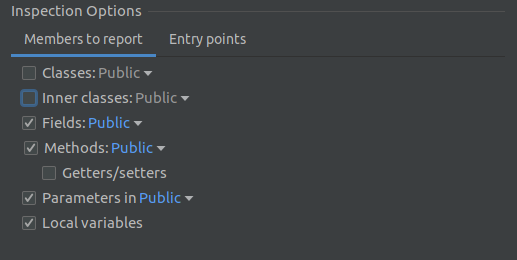 Inspection Options
Members to report Entry points
Classes: Public
Inner classes: Public
Fields: Public
Methods: Public
Getters/setters
Parameters in Public
Local variables